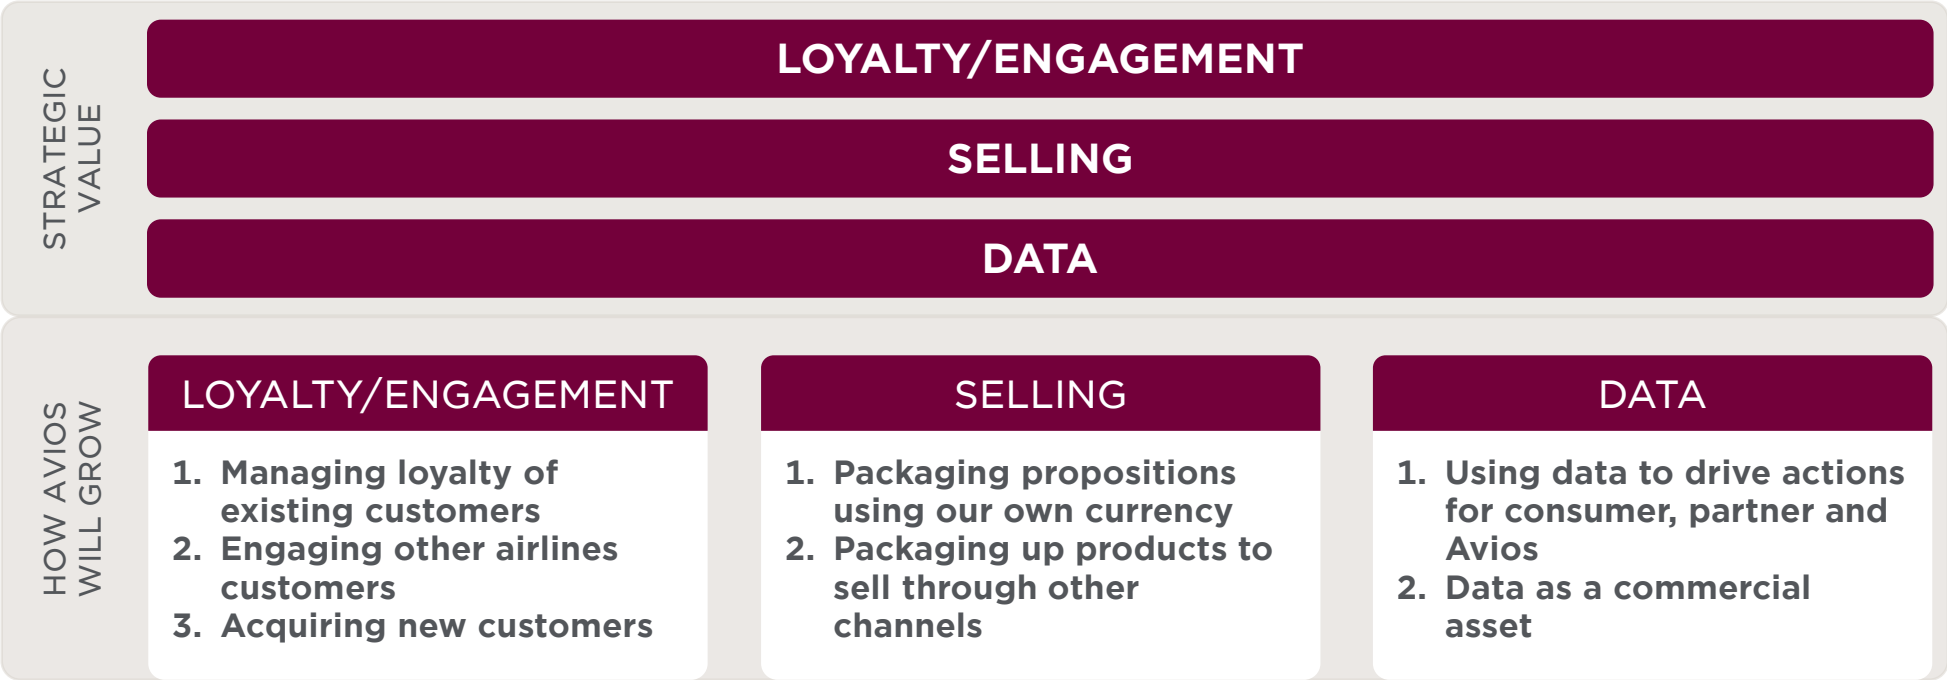 STRATEGIC
VALUE
LOYALTY/ENGAGEMENT
SELLING
DATA
HOW AVIOS
WILL GROW
LOYALTY/ENGAGEMENT
1. Managing loyalty of
existing customers
2. Engaging other airlines
customers
3. Acquiring new customers
SELLING
1. Packaging propositions
using our own currency
2. Packaging up products to
sell through other
channels
DATA
1. Using data to drive actions
for consumer, partner and
Avios
2. Data as a commercial
asset